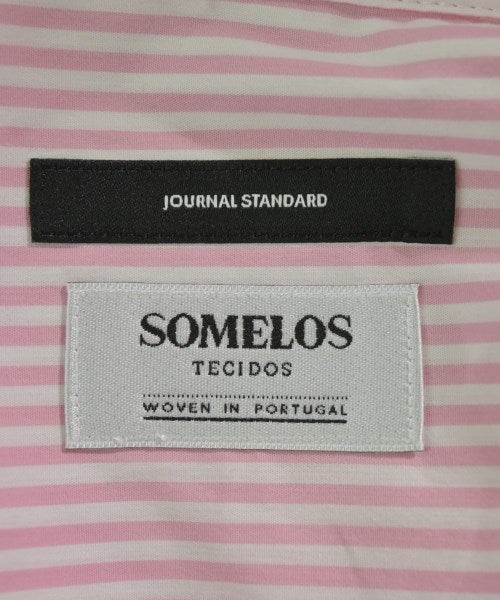 JOURNAL STANDARD
SOMELOS
TECIDOS
WOVEN IN PORTUGAL